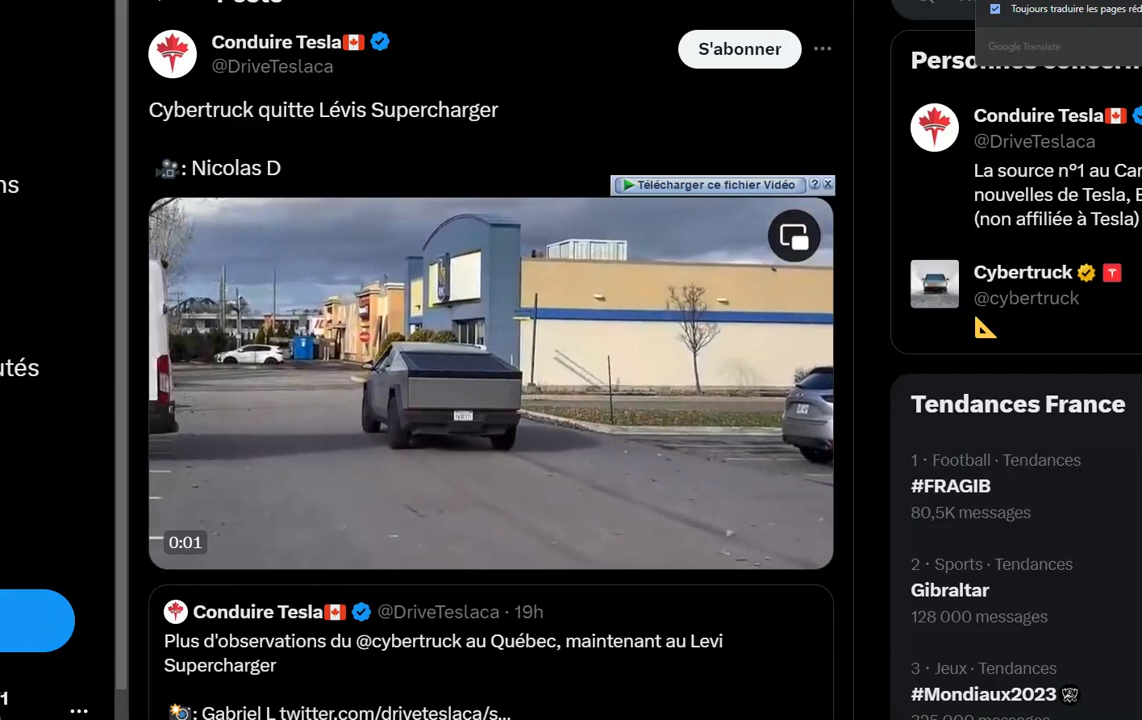 Conduire Tesla
@DriveTeslaca
S'abonner
Cybertruck quitte Lévis Supercharger
: Nicolas D
Télécharger ce fichier Vidéo
0:01
Conduire Tesla @DriveTeslaca · 19h
Plus d'observations du @cybertruck au Québec, maintenant au Levi
Supercharger
: Gabriel L twitter.com/driveteslaca/s...
Toujours traduire les pages
Google Translate
Conduire Tesla
@DriveTeslaca
La source n°1 au
nouvelles de Tesla,
(non affiliée à Tesla)
Cybertruck
@cybertruck
Tendances France
1 · Football · Tendances
#FRAGIB
80,5K messages
2 · Sports · Tendances
Gibraltar
128 000 messages
3 · Jeux · Tendances
#Mondiaux2023